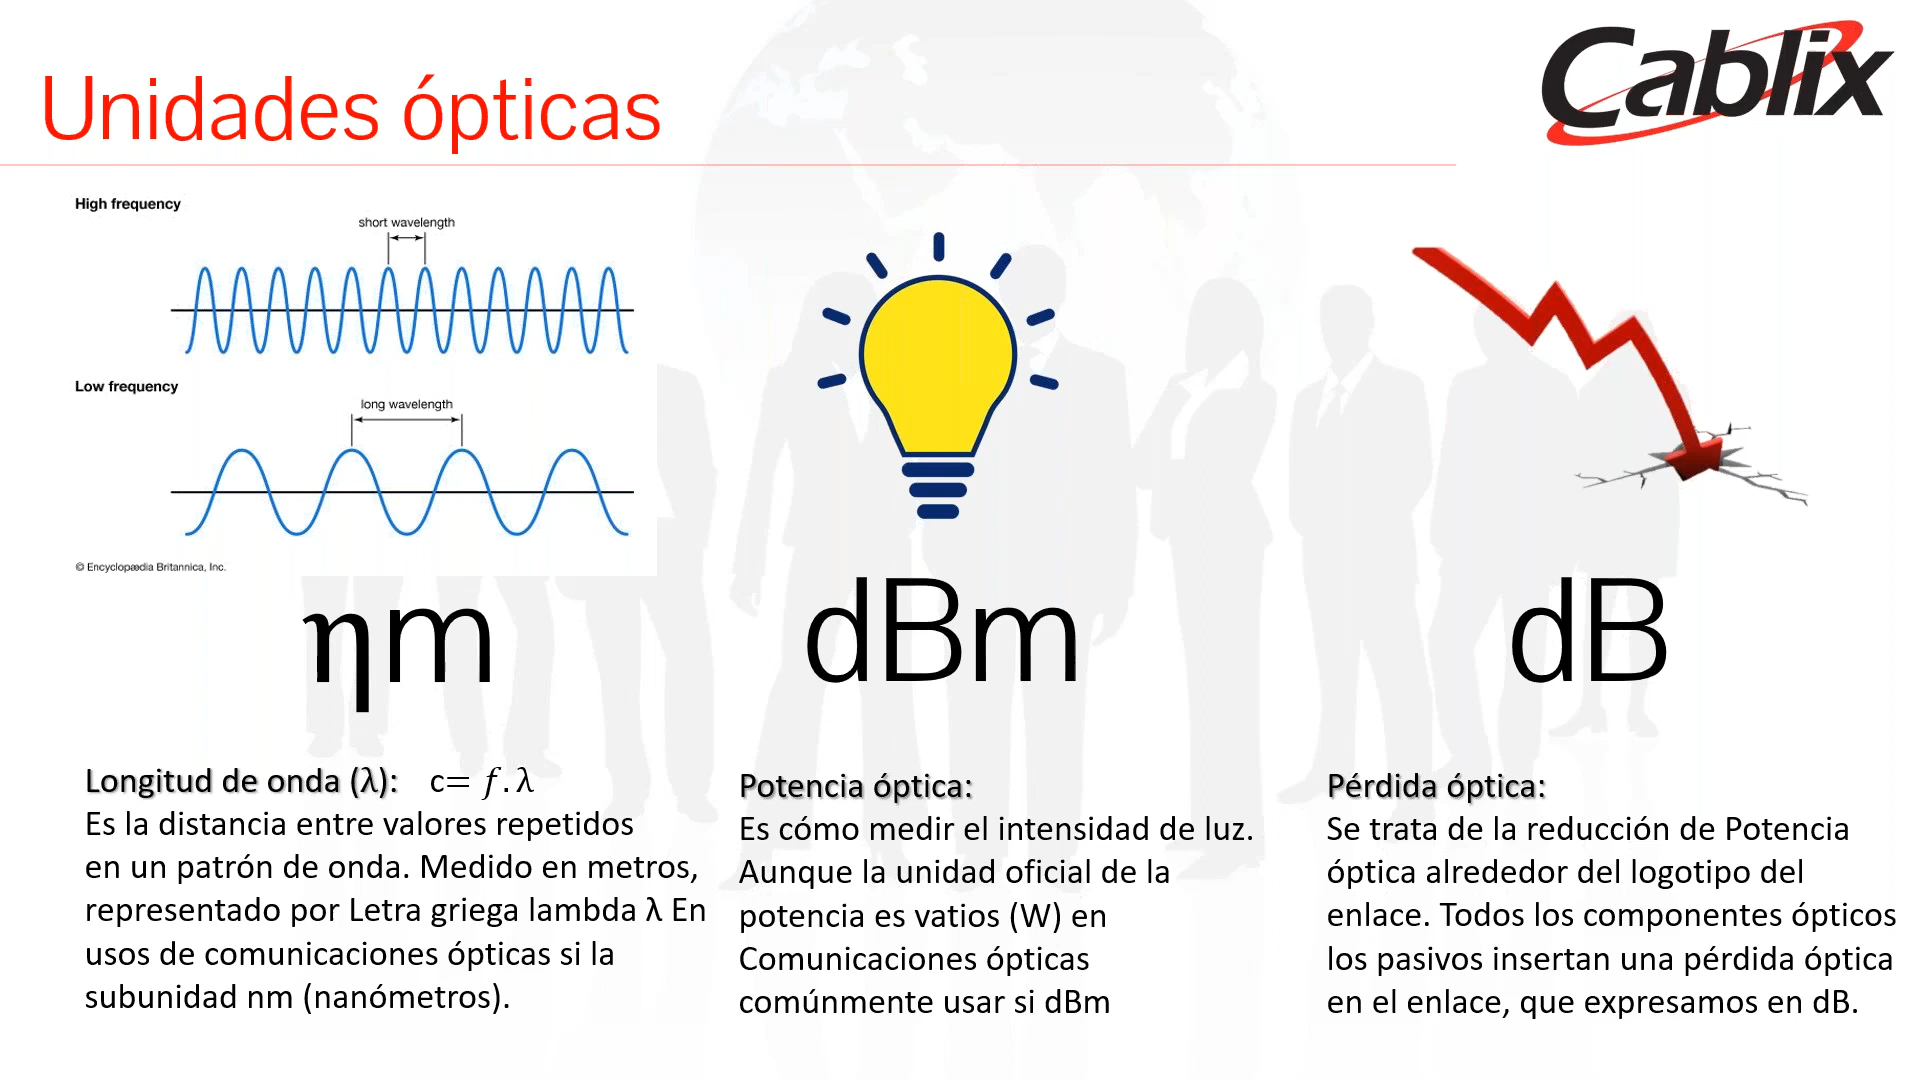 Unidades ópticas
Cablix
High frequency
short wavelength
Low frequency
long wavelength
© Encyclopædia Britannica, Inc.
ηm
dBm
dB
Longitud de onda (λ): c= f.λ
Es la distancia entre valores repetidos
en un patrón de onda. Medido en metros,
representado por Letra griega lambda λ En
usos de comunicaciones ópticas si la
subunidad nm (nanómetros).
Potencia óptica:
Es cómo medir el intensidad de luz.
Aunque la unidad oficial de la
potencia es vatios (W) en
Comunicaciones ópticas
comúnmente usar si dBm
Pérdida óptica:
Se trata de la reducción de Potencia
óptica alrededor del logotipo del
enlace. Todos los componentes ópticos
los pasivos insertan una pérdida óptica
en el enlace, que expresamos en dB.